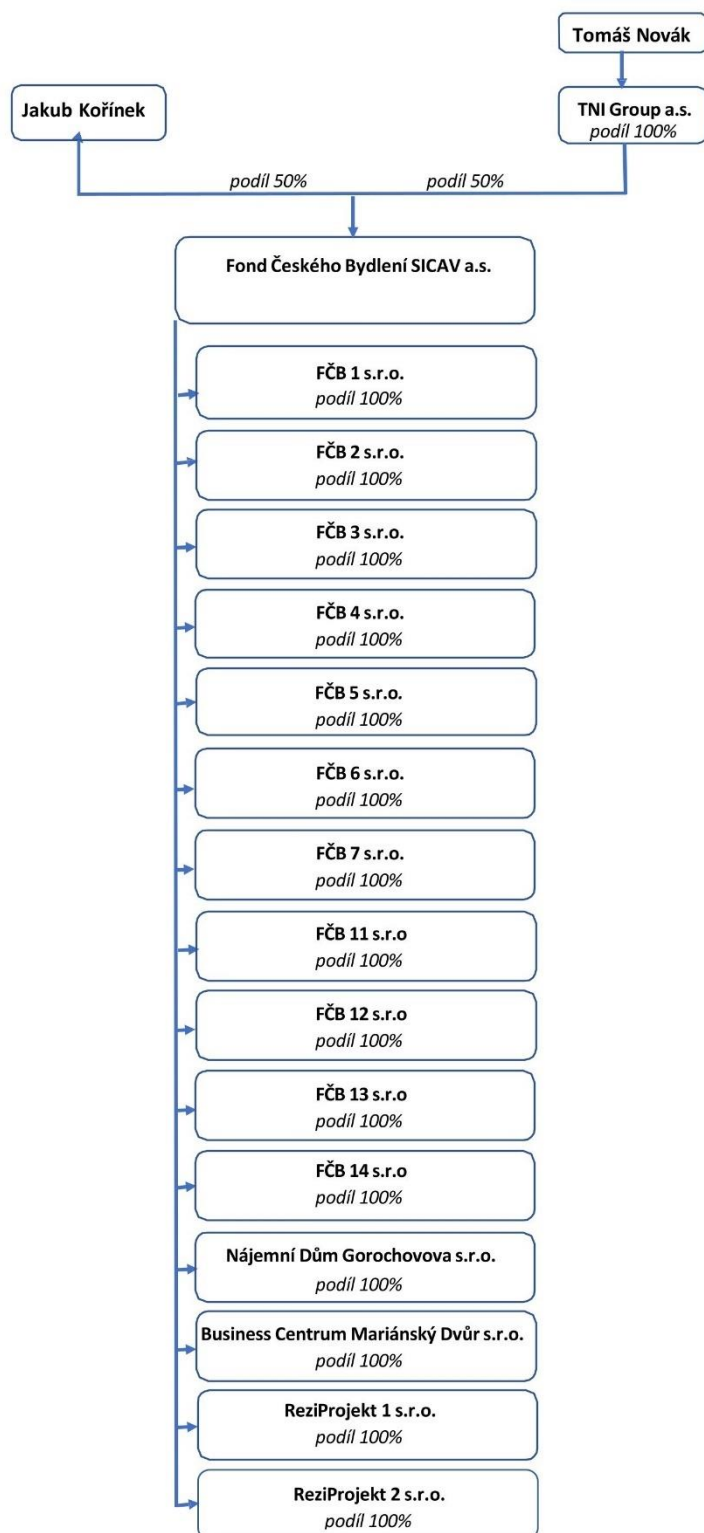 Tomáš Novák
Jakub Kořínek
TNI Group a.s.
podíl 100%
podíl 50%
podíl 50%
Fond Českého Bydlení SICAV a.s.
FČB 1 s.r.o.
podíl 100%
FČB 2 s.r.o.
podíl 100%
FČB 3 s.r.o.
podíl 100%
FČB 4 s.r.o.
podíl 100%
FČB 5 s.r.o.
podíl 100%
FČB 6 s.r.o.
podíl 100%
FČB 7 s.r.o.
podíl 100%
FČB 11 s.r.o
podíl 100%
FČB 12 s.r.o
podíl 100%
FČB 13 s.r.o
podíl 100%
FČB 14 s.r.o
podíl 100%
Nájemní Dům Gorochovova s.r.o.
podíl 100%
Business Centrum Mariánský Dvůr s.r.o.
podíl 100%
ReziProjekt 1 s.r.o.
podíl 100%
ReziProjekt 2 s.r.o.
podíl 100%